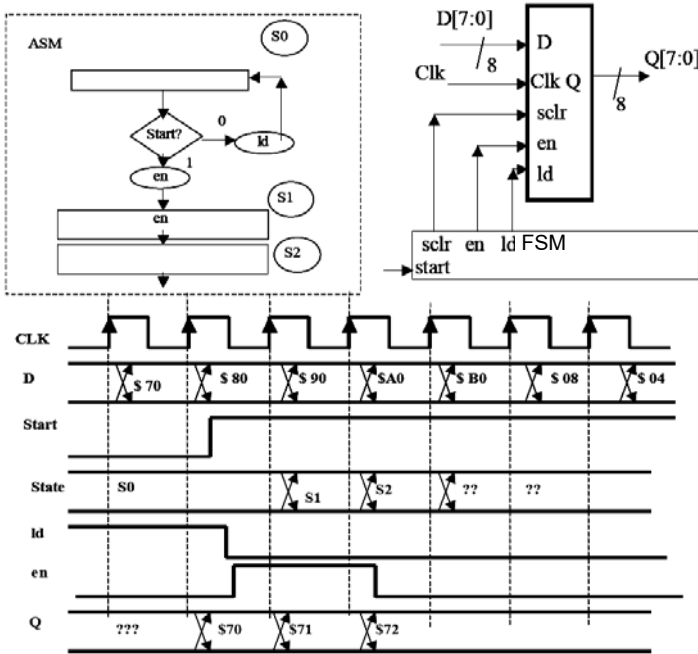 ASM
S0
Start?
0
ld
1
en
en
S1
S2
D[7:0]
8
Clk
D
Clk Q
sclr
en
ld
Q[7:0]
8
sclr en ld FSM
start
CLK
D $ 70 $ 80 $ 90 $A0 $ B0 $ 08 $ 04
Start
State S0 S1 S2 ?? ??
ld
en
Q ??? $70 $71 $72